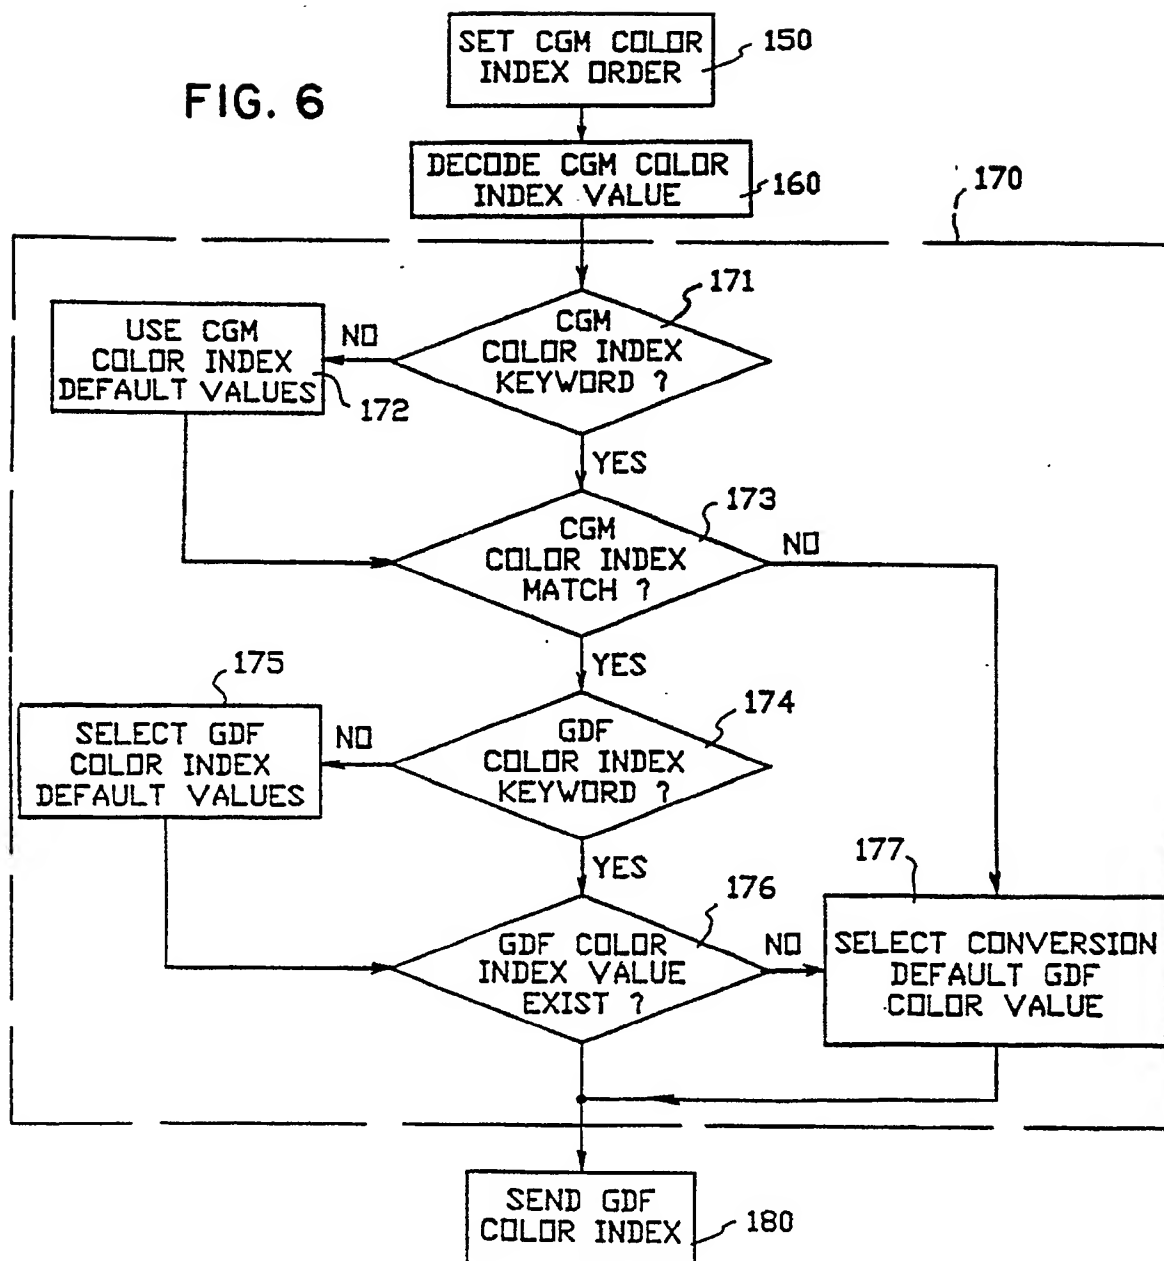 FIG. 6
SET CGM COLOR
INDEX ORDER
150
DECODE CGM COLOR
INDEX VALUE
160
170
171
CGM
COLOR INDEX
KEYWORD ?
NO
USE CGM
COLOR INDEX
DEFAULT VALUES
172
YES
173
CGM
COLOR INDEX
MATCH ?
NO
YES
175
SELECT GDF
COLOR INDEX
DEFAULT VALUES
NO
174
GDF
COLOR INDEX
KEYWORD ?
YES
176
GDF COLOR
INDEX VALUE
EXIST ?
NO
177
SELECT CONVERSION
DEFAULT GDF
COLOR VALUE
SEND GDF
COLOR INDEX
180